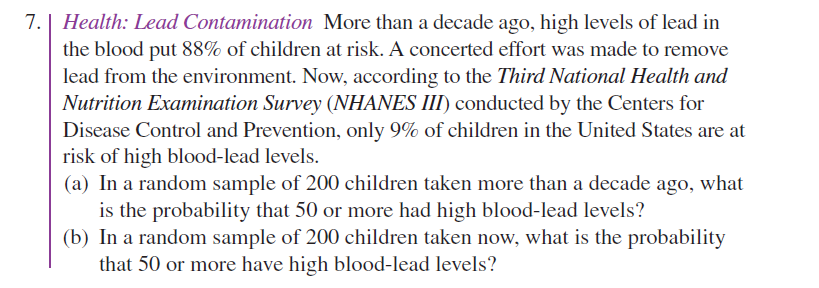 7. Health: Lead Contamination More than a decade ago, high levels of lead in
the blood put 88% of children at risk. A concerted effort was made to remove
lead from the environment. Now, according to the Third National Health and
Nutrition Examination Survey (NHANES III) conducted by the Centers for
Disease Control and Prevention, only 9% of children in the United States are at
risk of high blood-lead levels.
(a) In a random sample of 200 children taken more than a decade ago, what
is the probability that 50 or more had high blood-lead levels?
(b) In a random sample of 200 children taken now, what is the probability
that 50 or more have high blood-lead levels?